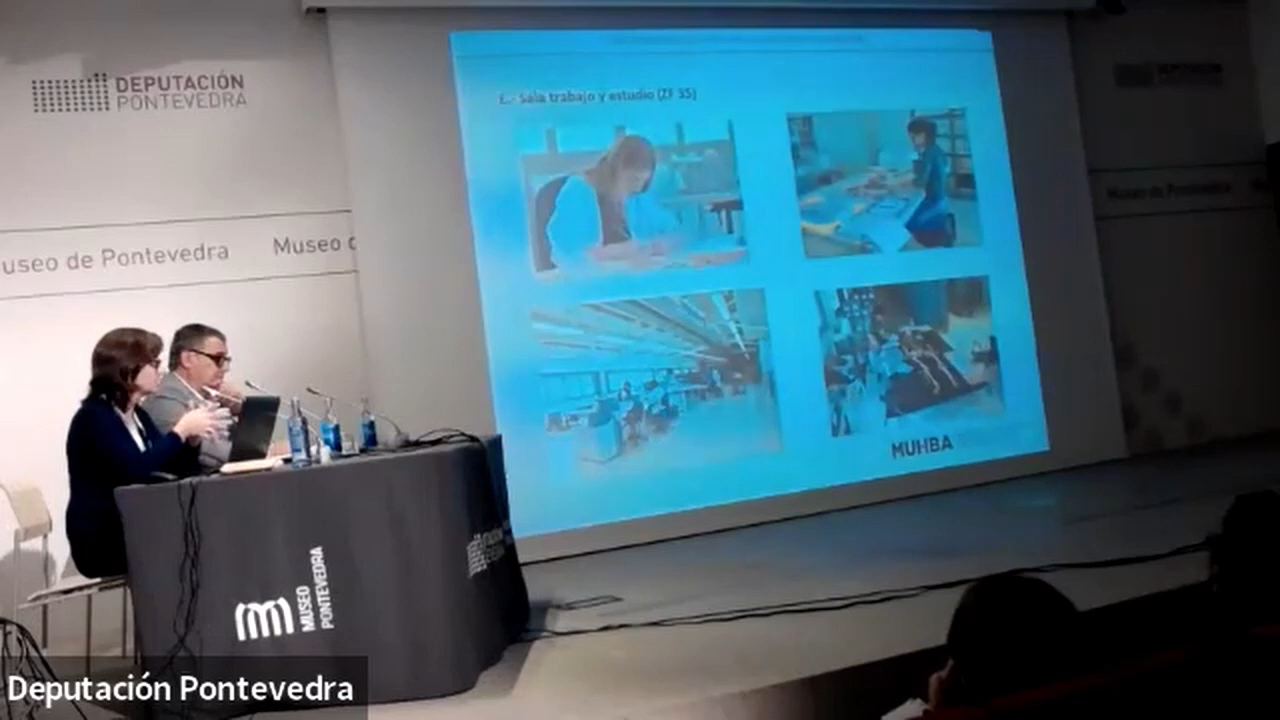 DEPUTACIÓN
PONTEVEDRA
useo de Pontevedra
Museo d
Sala trabajo y estudio (ZF 35)
MUHBA
Museo de Pontevedra
MUSEO
PONTEVEDRA
Deputación Pontevedra